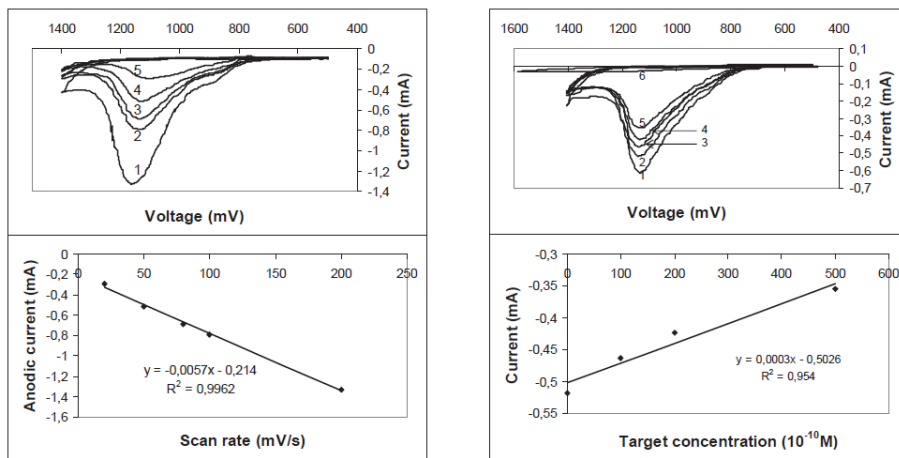 1400 1200 1000 800 600 400
0
-0,2
-0,4
-0,6
-0,8
-1
-1,2
-1,4
Current (mA)
5
4
3
2
1
Voltage (mV)
1600 1400 1200 1000 800 600 400
0,1
0
-0,1
-0,2
-0,3
-0,4
-0,5
-0,6
-0,7
Current (mA)
6
5
4
3
2
1
Voltage (mV)
0
-0,2
-0,4
-0,6
-0,8
-1
-1,2
-1,4
-1,6
0 50 100 150 200 250
Anodic current (mA)
y = -0,0057x - 0,214
R² = 0,9962
Scan rate (mV/s)
-0,3
-0,35
-0,4
-0,45
-0,5
-0,55
0 100 200 300 400 500 600
Current (mA)
y = 0,0003x - 0,5026
R² = 0,954
Target concentration (10⁻¹⁰M)